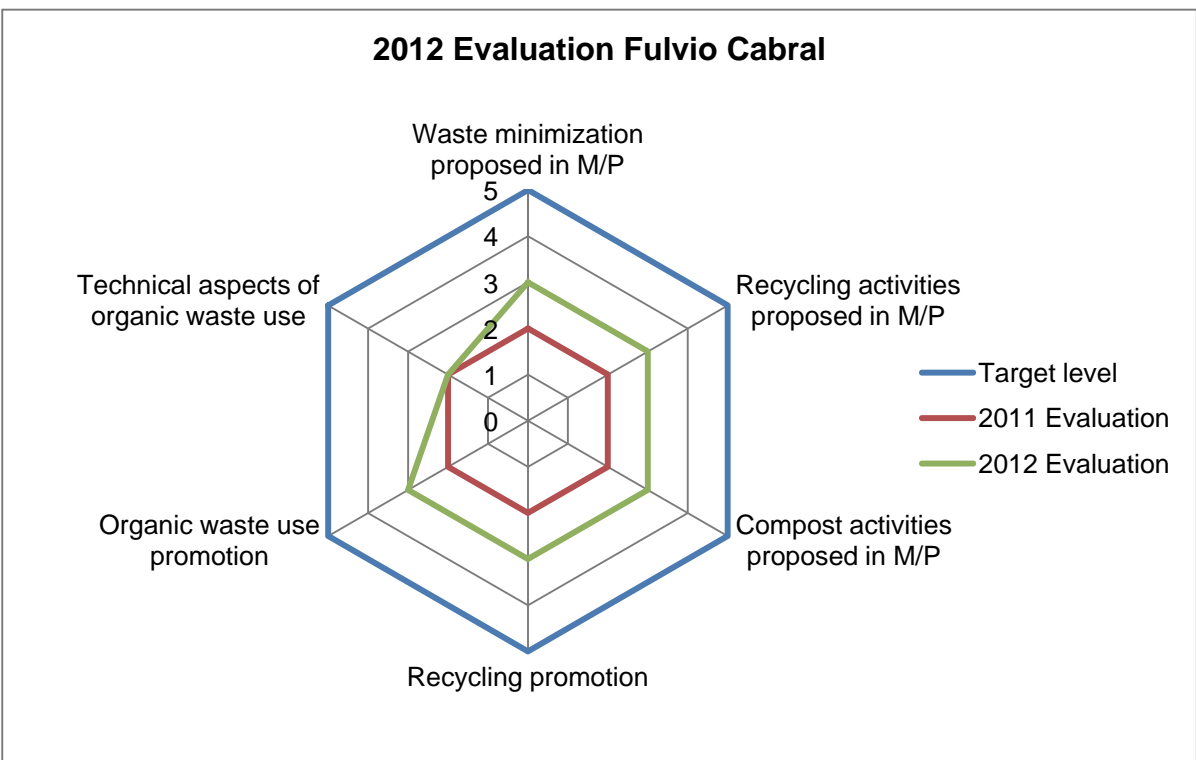 2012 Evaluation Fulvio Cabral
Waste minimization
proposed in M/P
5
4
3
2
1
0
Recycling activities
proposed in M/P
Compost activities
proposed in M/P
Recycling promotion
Organic waste use
promotion
Technical aspects of
organic waste use
Target level
2011 Evaluation
2012 Evaluation